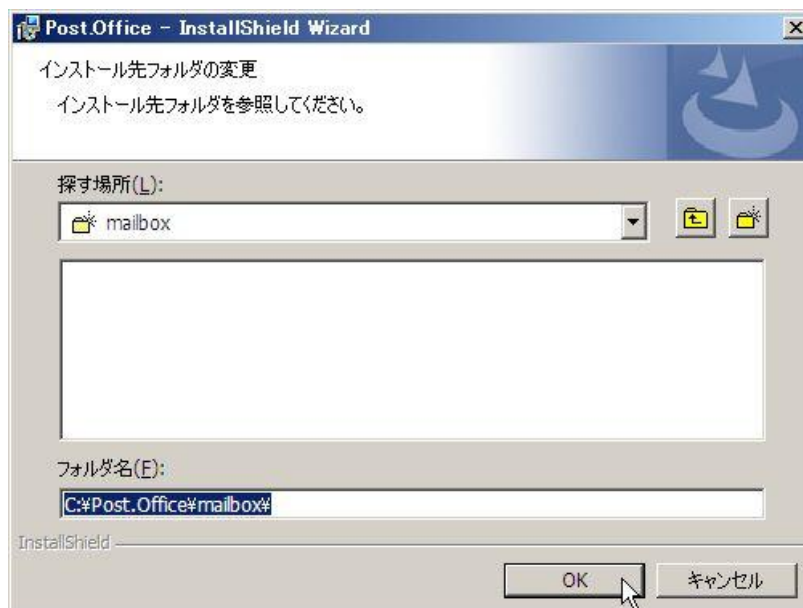 Post.Office - InstallShield Wizard
インストール先フォルダの変更
インストール先フォルダを参照してください。
探す場所(L):
mailbox
フォルダ名(F):
C:¥Post.Office¥mailbox¥
InstallShield
OK
キャンセル